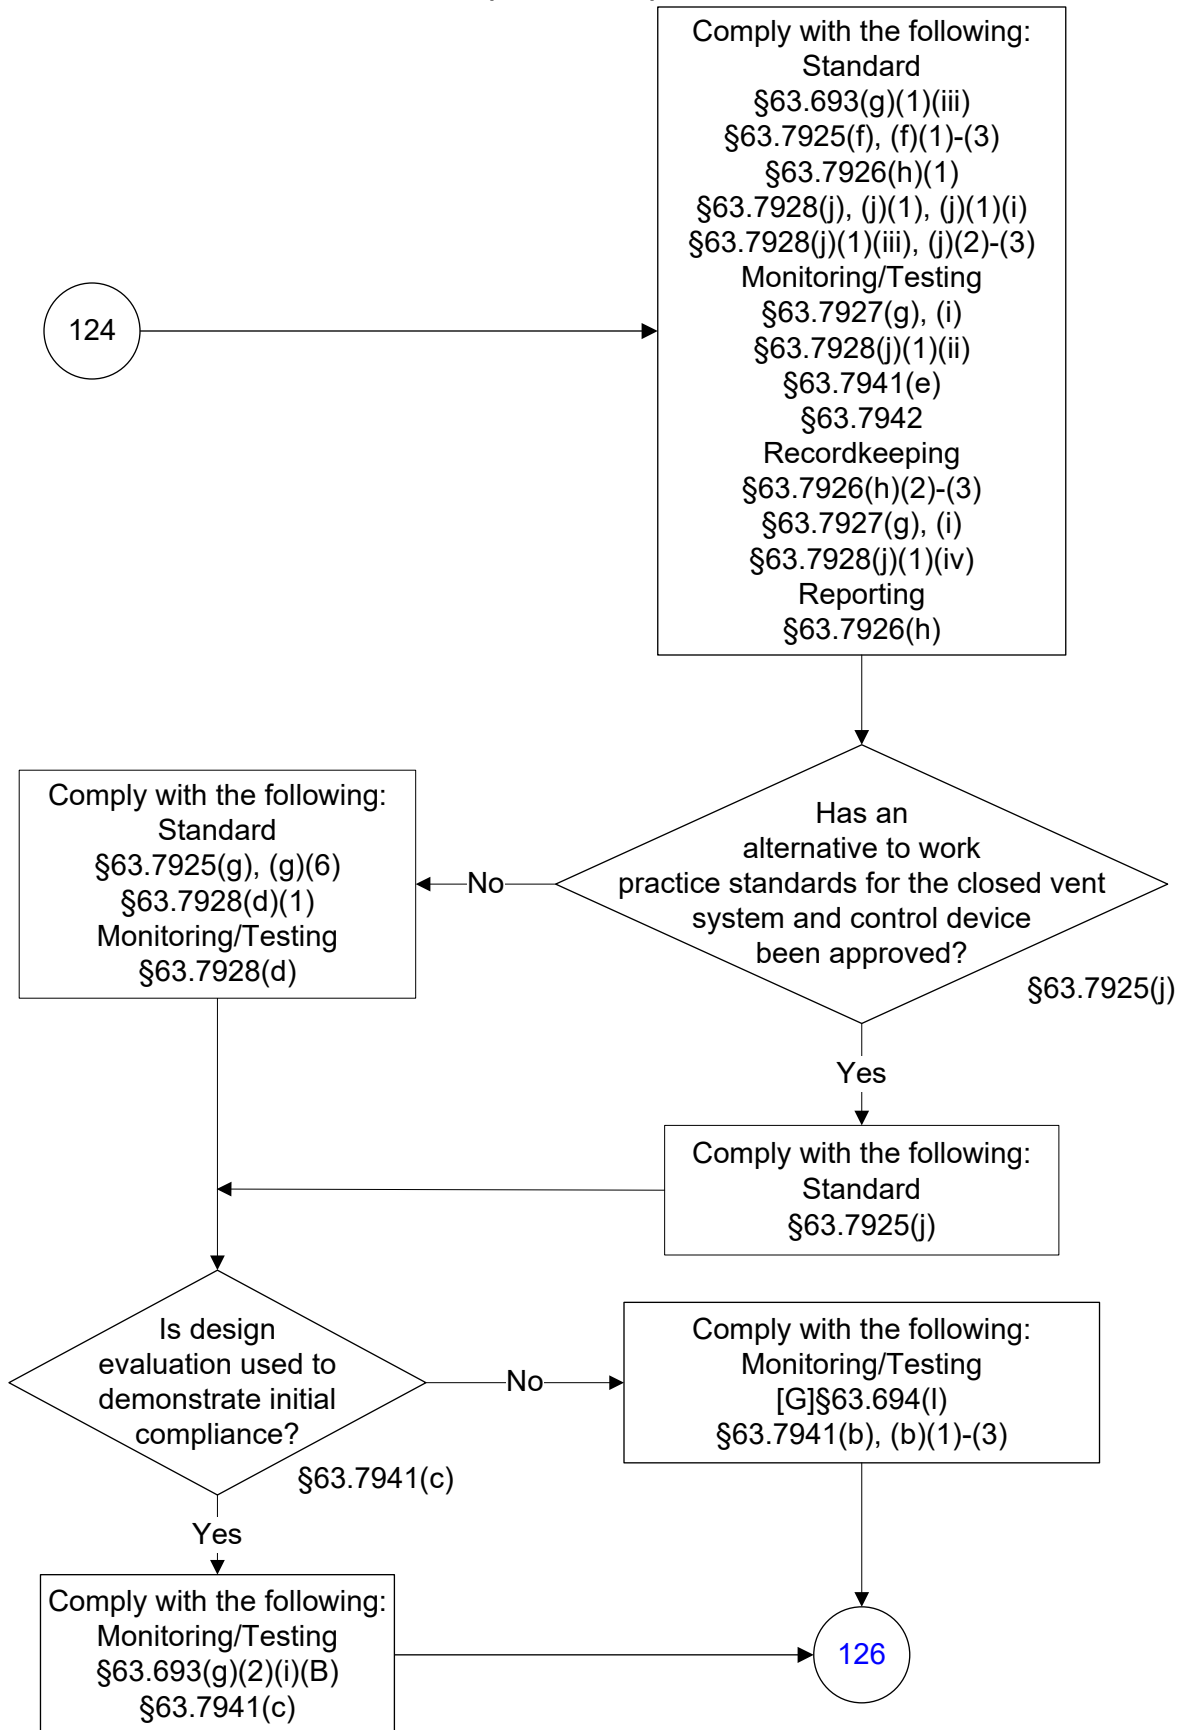 Comply with the following:
Standard
§63.693(g)(1)(iii)
§63.7925(f), (f)(1)-(3)
§63.7926(h)(1)
§63.7928(j), (j)(1), (j)(1)(i)
§63.7928(j)(1)(iii), (j)(2)-(3)
Monitoring/Testing
§63.7927(g), (i)
§63.7928(j)(1)(ii)
§63.7941(e)
§63.7942
Recordkeeping
§63.7926(h)(2)-(3)
§63.7927(g), (i)
§63.7928(j)(1)(iv)
Reporting
§63.7926(h)
124
Has an
alternative to work
practice standards for the closed vent
system and control device
been approved?
§63.7925(j)
No
Comply with the following:
Standard
§63.7925(g), (g)(6)
§63.7928(d)(1)
Monitoring/Testing
§63.7928(d)
Yes
Comply with the following:
Standard
§63.7925(j)
Is design
evaluation used to
demonstrate initial
compliance?
§63.7941(c)
No
Comply with the following:
Monitoring/Testing
[G]§63.694(l)
§63.7941(b), (b)(1)-(3)
Yes
Comply with the following:
Monitoring/Testing
§63.693(g)(2)(i)(B)
§63.7941(c)
126